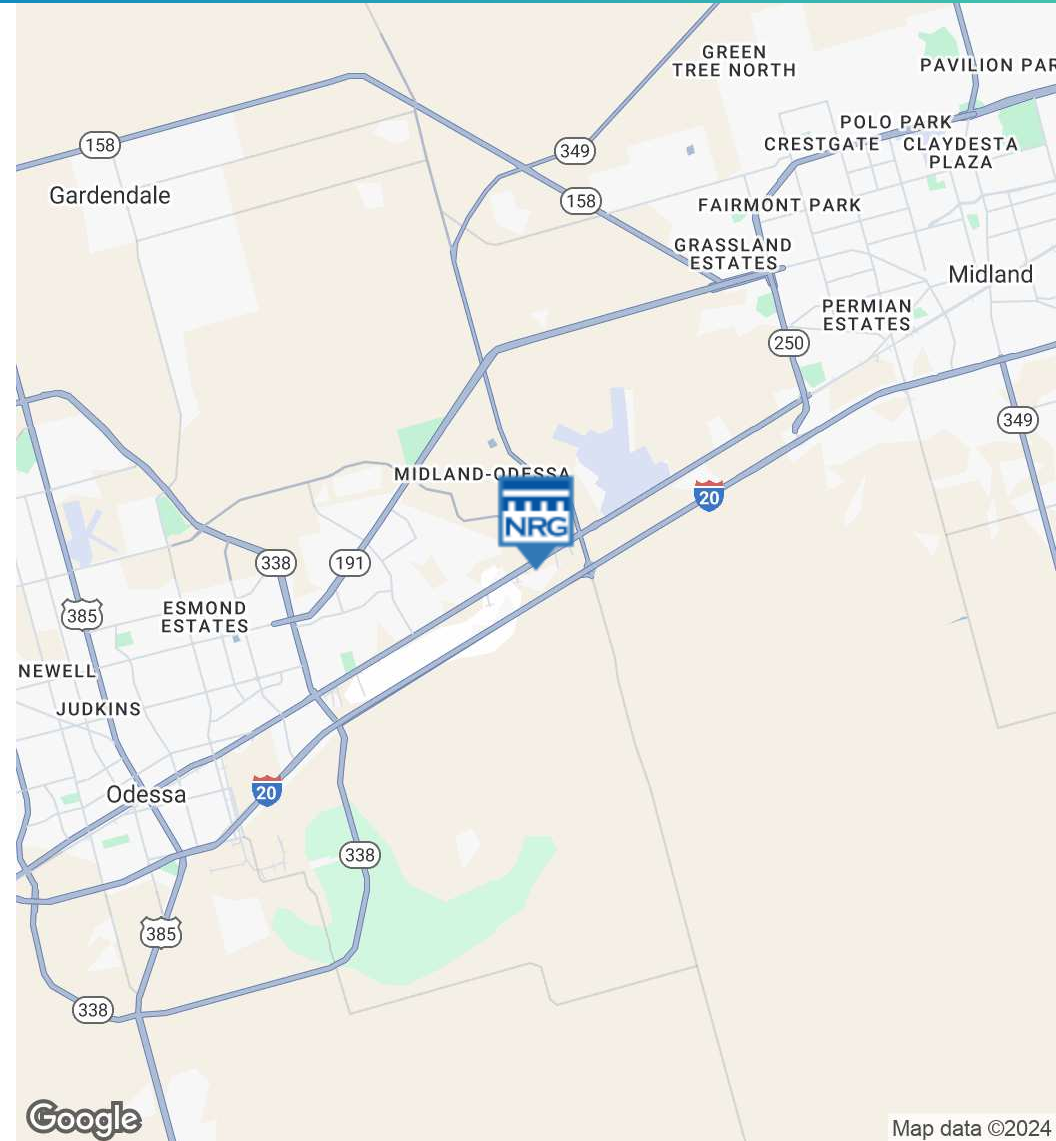 GREEN
TREE NORTH
PAVILION PAR
158
349
POLO PARK
CRESTGATE
CLAYDESTA
PLAZA
Gardendale
158
FAIRMONT PARK
GRASSLAND
ESTATES
Midland
PERMIAN
ESTATES
250
349
MIDLAND-ODESSA
20
NRG
338
191
385
ESMOND
ESTATES
NEWELL
JUDKINS
Odessa
20
338
385
338
Google
Map data ©2024